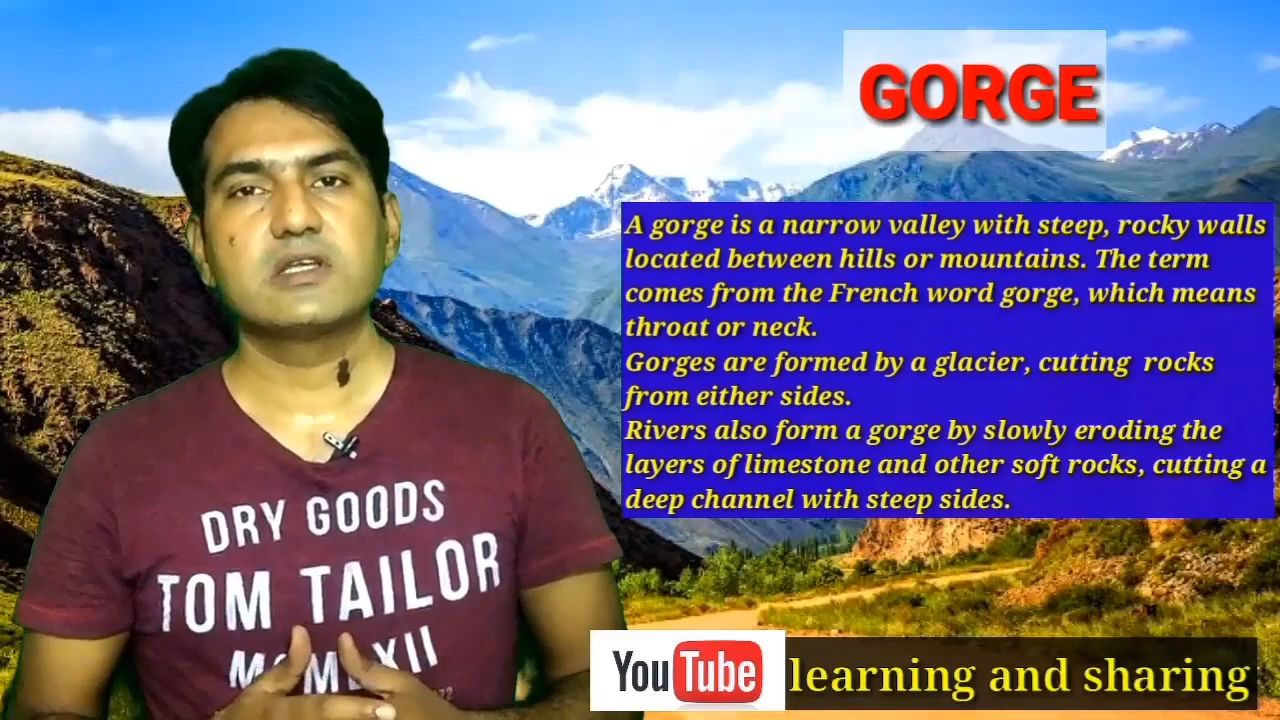 GORGE
A gorge is a narrow valley with steep, rocky walls
located between hills or mountains. The term
comes from the French word gorge, which means
throat or neck.
Gorges are formed by a glacier, cutting rocks
from either sides.
Rivers also form a gorge by slowly eroding the
layers of limestone and other soft rocks, cutting a
deep channel with steep sides.
DRY GOODS
TOM TAILOR
YouTube learning and sharing